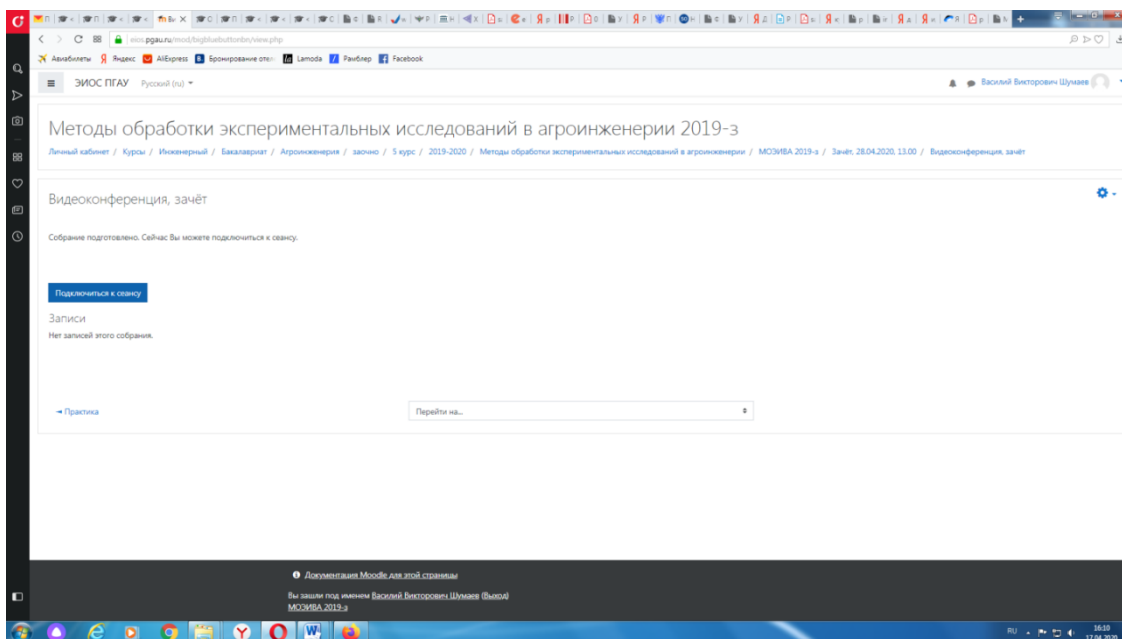 eios.pgau.ru/mod/bigbluebuttonbn/view.php
Авиабилеты Яндекс AliExpress Бронирование отел Lamoda Рамблер Facebook
ЭИОС ПГАУ Русский (ru) Василий Викторович Шумаев
Методы обработки экспериментальных исследований в агроинженерии 2019-з
Личный кабинет / Курсы / Инженерный / Бакалавриат / Агроинженерия / заочно / 5 курс / 2019-2020 / Методы обработки экспериментальных исследований в агроинженерии / МОЭИВА 2019-з / Зачёт, 28.04.2020, 13.00 / Видеоконференция, зачёт
Видеоконференция, зачёт
Собрание подготовлено. Сейчас Вы можете подключиться к сеансу.
Подключиться к сеансу
Записи
Нет записей этого собрания.
◄ Практика
Перейти на...
Документация Moodle для этой страницы
Вы зашли под именем Василий Викторович Шумаев (Выход)
МОЭИВА 2019-з
RU 16:10
17.04.2020